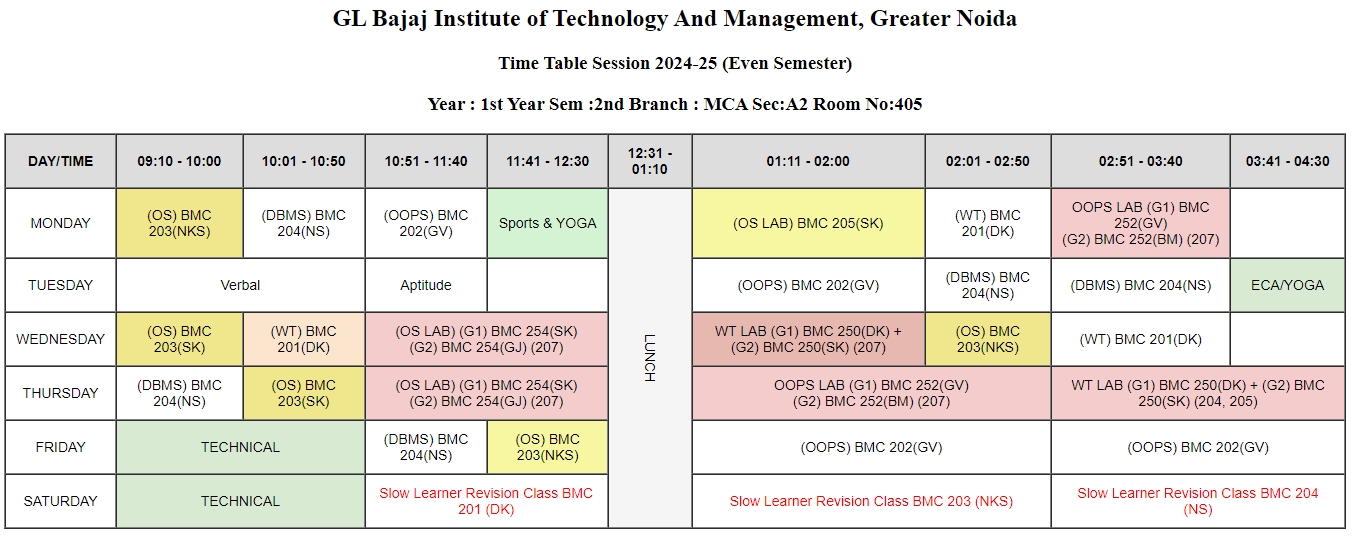 GL Bajaj Institute of Technology And Management, Greater Noida
Time Table Session 2024-25 (Even Semester)
Year : 1st Year Sem :2nd Branch : MCA Sec:A2 Room No:405
DAY/TIME
09:10 - 10:00
10:01 - 10:50
10:51 - 11:40
11:41 - 12:30
12:31 -
01:10
01:11 - 02:00
02:01 - 02:50
02:51 - 03:40
03:41 - 04:30
MONDAY
(OS) BMC
203(NKS)
(DBMS) BMC
204(NS)
(OOPS) BMC
202(GV)
Sports & YOGA
LUNCH
(OS LAB) BMC 205(SK)
(WT) BMC
201(DK)
OOPS LAB (G1) BMC
252(GV)
(G2) BMC 252(BM) (207)
TUESDAY
Verbal
Aptitude
(OOPS) BMC 202(GV)
(DBMS) BMC
204(NS)
(DBMS) BMC 204(NS)
ECA/YOGA
WEDNESDAY
(OS) BMC
203(SK)
(WT) BMC
201(DK)
(OS LAB) (G1) BMC 254(SK)
(G2) BMC 254(GJ) (207)
WT LAB (G1) BMC 250(DK) +
(G2) BMC 250(SK) (207)
(OS) BMC
203(NKS)
(WT) BMC 201(DK)
THURSDAY
(DBMS) BMC
204(NS)
(OS) BMC
203(SK)
(OS LAB) (G1) BMC 254(SK)
(G2) BMC 254(GJ) (207)
OOPS LAB (G1) BMC 252(GV)
(G2) BMC 252(BM) (207)
WT LAB (G1) BMC 250(DK) + (G2) BMC
250(SK) (204, 205)
FRIDAY
TECHNICAL
(DBMS) BMC
204(NS)
(OS) BMC
203(NKS)
(OOPS) BMC 202(GV)
(OOPS) BMC 202(GV)
SATURDAY
TECHNICAL
Slow Learner Revision Class BMC
201 (DK)
Slow Learner Revision Class BMC 203 (NKS)
Slow Learner Revision Class BMC 204
(NS)